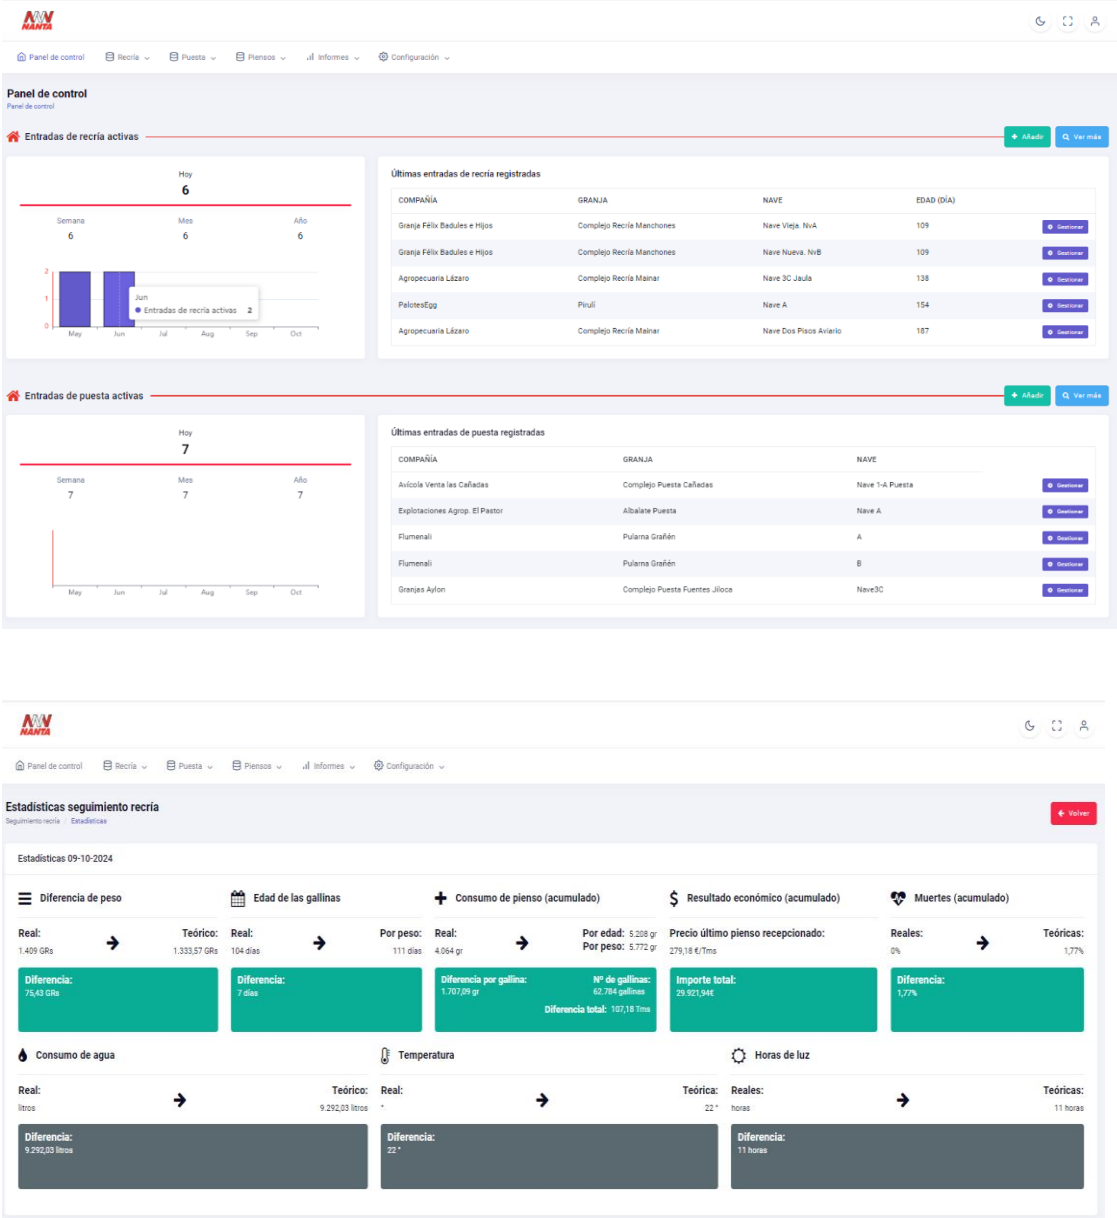 NANTA
Panel de control Recría Puesta Piensos Informes Configuración
Panel de control
Panel de control
Entradas de recría activas
Añadir Ver más
Hoy
6
Semana Mes Año
6 6 6
2
1
0
Jun
Entradas de recría activas 2
May Jun Jul Aug Sep Oct
Últimas entradas de recría registradas
COMPAÑÍA GRANJA NAVE EDAD (DÍA)
Granja Félix Badules e Hijos Complejo Recría Manchones Nave Vieja. NvA 109 Gestionar
Granja Félix Badules e Hijos Complejo Recría Manchones Nave Nueva. NvB 109 Gestionar
Agropecuaria Lázaro Complejo Recría Mainar Nave 3C Jaula 138 Gestionar
PalotesEgg Pirulí Nave A 154 Gestionar
Agropecuaria Lázaro Complejo Recría Mainar Nave Dos Pisos Aviario 187 Gestionar
Entradas de puesta activas
Añadir Ver más
Hoy
7
Semana Mes Año
7 7 7
May Jun Jul Aug Sep Oct
Últimas entradas de puesta registradas
COMPAÑÍA GRANJA NAVE
Avícola Venta las Cañadas Complejo Puesta Cañadas Nave 1-A Puesta Gestionar
Explotaciones Agrop. El Pastor Albalate Puesta Nave A Gestionar
Flumenali Pularna Grañén A Gestionar
Flumenali Pularna Grañén B Gestionar
Granjas Aylon Complejo Puesta Fuentes Jiloca Nave3C Gestionar
NANTA
Panel de control Recría Puesta Piensos Informes Configuración
Estadísticas seguimiento recría
Seguimiento recría / Estadísticas
Volver
Estadísticas 09-10-2024
Diferencia de peso
Real: Teórico:
1.409 GRs 1.333,57 GRs
Diferencia:
75,43 GRs
Edad de las gallinas
Real: Por peso:
104 días 111 días
Diferencia:
7 días
Consumo de pienso (acumulado)
Real: Por edad: 5.208 gr
4.064 gr Por peso: 5.772 gr
Diferencia por gallina: Nº de gallinas:
1.707,09 gr 62.784 gallinas
Diferencia total: 107,18 Tms
Resultado económico (acumulado)
Precio último pienso recepcionado:
279,18 €/Tms
Importe total:
29.921,94€
Muertes (acumulado)
Reales: Teóricas:
0% 1,77%
Diferencia:
1,77%
Consumo de agua
Real: Teórico:
litros 9.292,03 litros
Diferencia:
9.292,03 litros
Temperatura
Real: Teórica:
° 22 °
Diferencia:
22 °
Horas de luz
Reales: Teóricas:
horas 11 horas
Diferencia:
11 horas